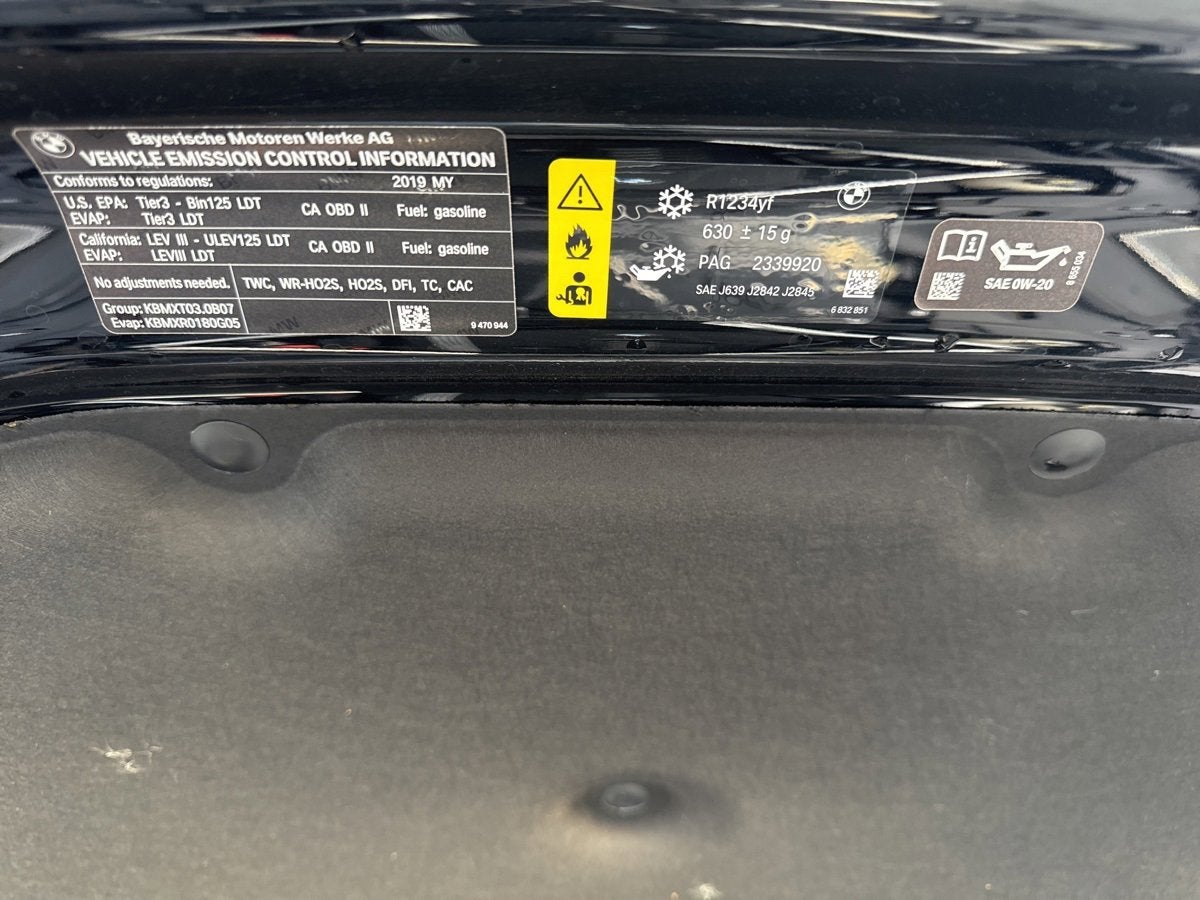 Bayerische Motoren Werke AG
VEHICLE EMISSION CONTROL INFORMATION
Conforms to regulations: 2019 MY
U.S. EPA: Tier3 - Bin125 LDT CA OBD II Fuel: gasoline
EVAP: Tier3 LDT
California: LEV III - ULEV125 LDT CA OBD II Fuel: gasoline
EVAP: LEVIII LDT
No adjustments needed. TWC, WR-HO2S, HO2S, DFI, TC, CAC
Group: KBMXT03.0B07
Evap: KBMXR0180G05
9 470 944
R1234yf
630 ± 15 g
PAG 2339920
SAE J639 J2842 J2845
6 832 851
SAE 0W-20